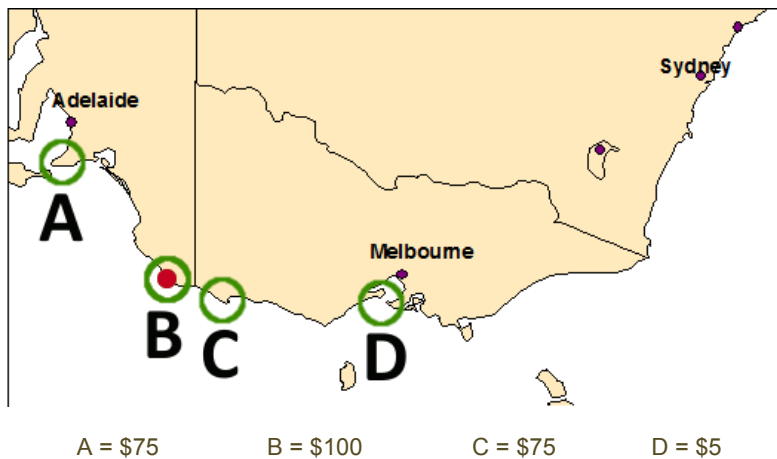 Sydney
Adelaide
A
Melbourne
B
C
D
A = $75 B = $100 C = $75 D = $5